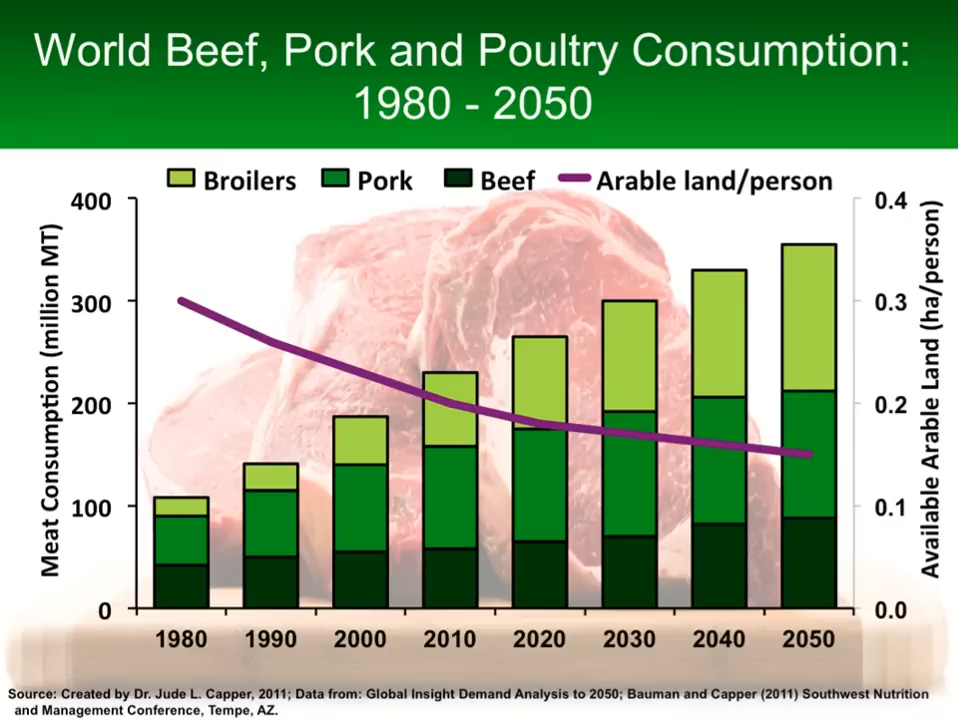 World Beef, Pork and Poultry Consumption:
1980 - 2050
Broilers Pork Beef Arable land/person
Meat Consumption (million MT)
400
300
200
100
0
0.4
0.3
0.2
0.1
0.0
Available Arable Land (ha/person)
1980 1990 2000 2010 2020 2030 2040 2050
Source: Created by Dr. Jude L. Capper, 2011; Data from: Global Insight Demand Analysis to 2050; Bauman and Capper (2011) Southwest Nutrition
and Management Conference, Tempe, AZ.